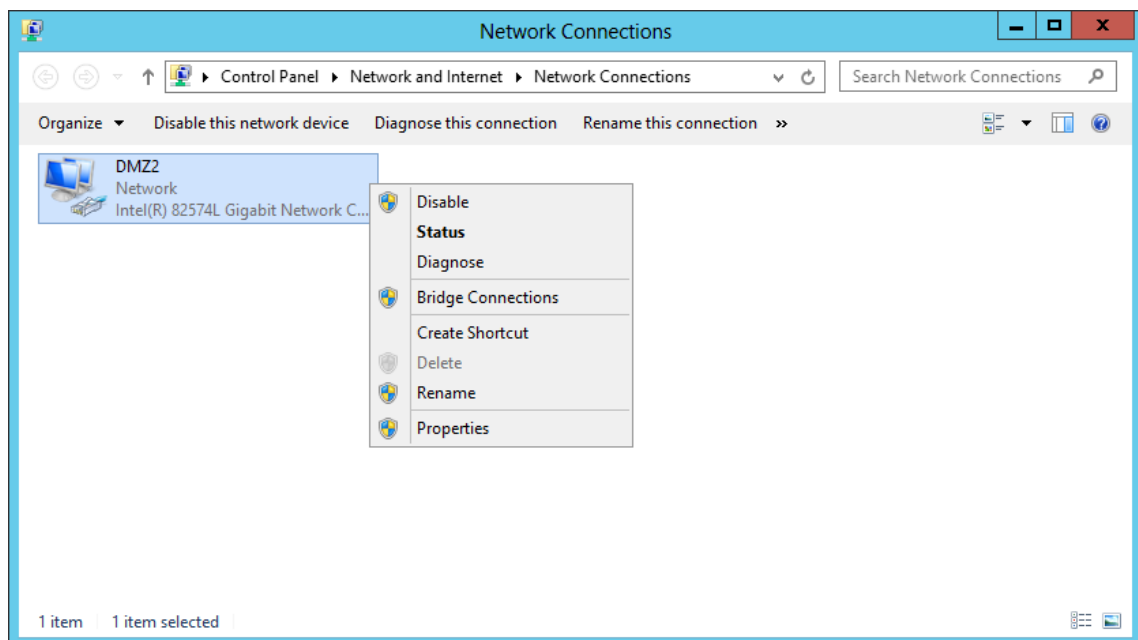 Network Connections
Control Panel Network and Internet Network Connections
Search Network Connections
Organize Disable this network device Diagnose this connection Rename this connection »
DMZ2
Network
Intel(R) 82574L Gigabit Network C...
Disable
Status
Diagnose
Bridge Connections
Create Shortcut
Delete
Rename
Properties
1 item 1 item selected